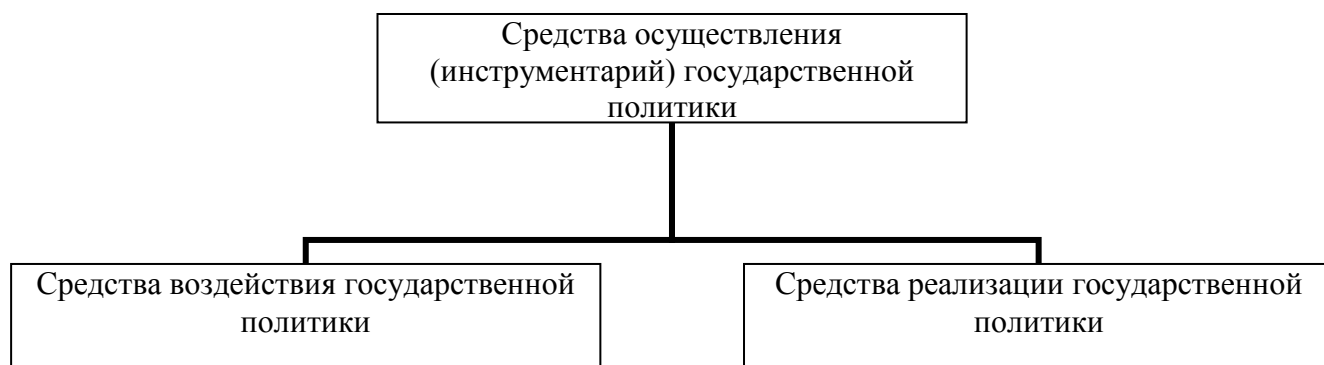 Средства осуществления
(инструментарий) государственной
политики
Средства воздействия государственной
политики
Средства реализации государственной
политики